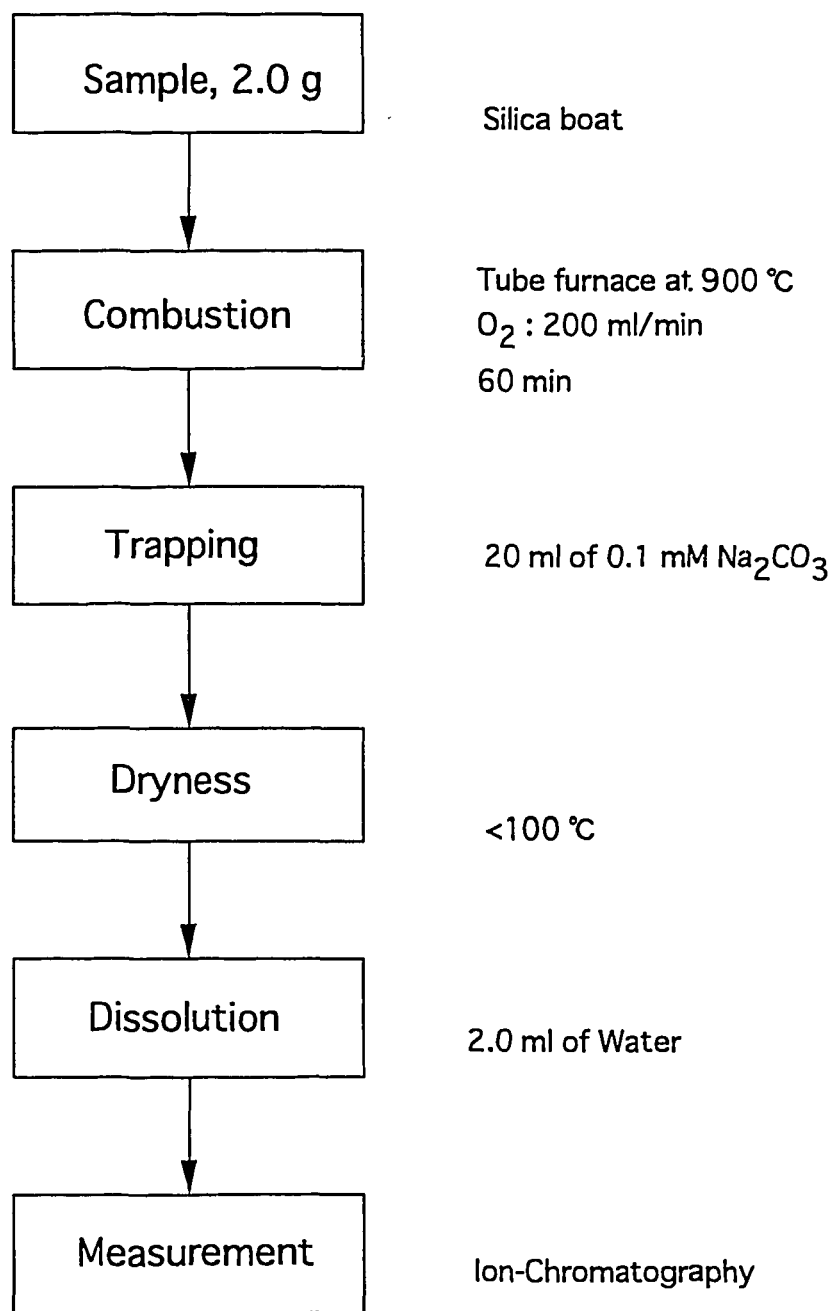 Sample, 2.0 g
Silica boat
Combustion
Tube furnace at. 900 ℃
O₂ : 200 ml/min
60 min
Trapping
20 ml of 0.1 mM Na₂CO₃
Dryness
<100 ℃
Dissolution
2.0 ml of Water
Measurement
Ion-Chromatography